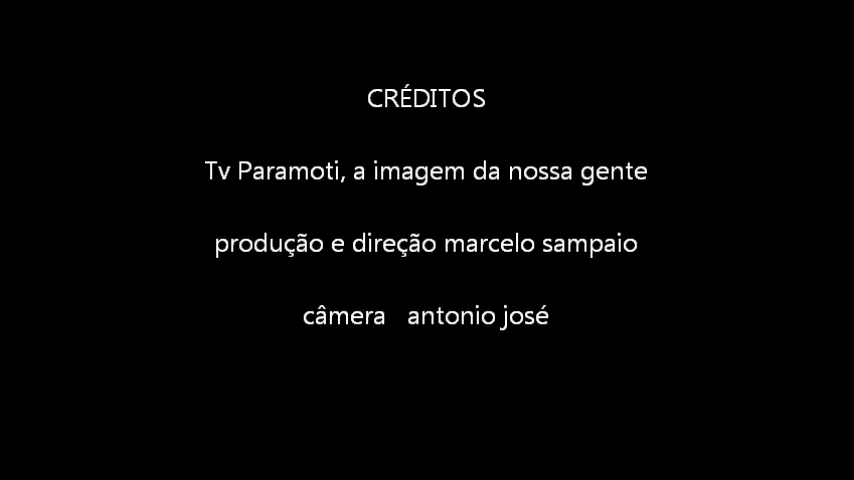 CRÉDITOS
Tv Paramoti, a imagem da nossa gente
produção e direção marcelo sampaio
câmera antonio josé